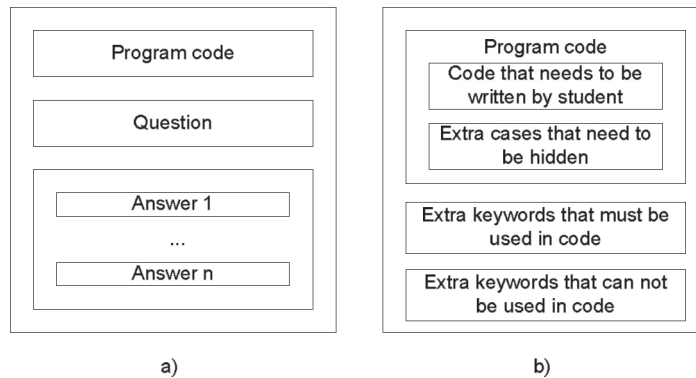 Program code
Question
Answer 1
...
Answer n
a)
Program code
Code that needs to be
written by student
Extra cases that need to
be hidden
Extra keywords that must be
used in code
Extra keywords that can not
be used in code
b)